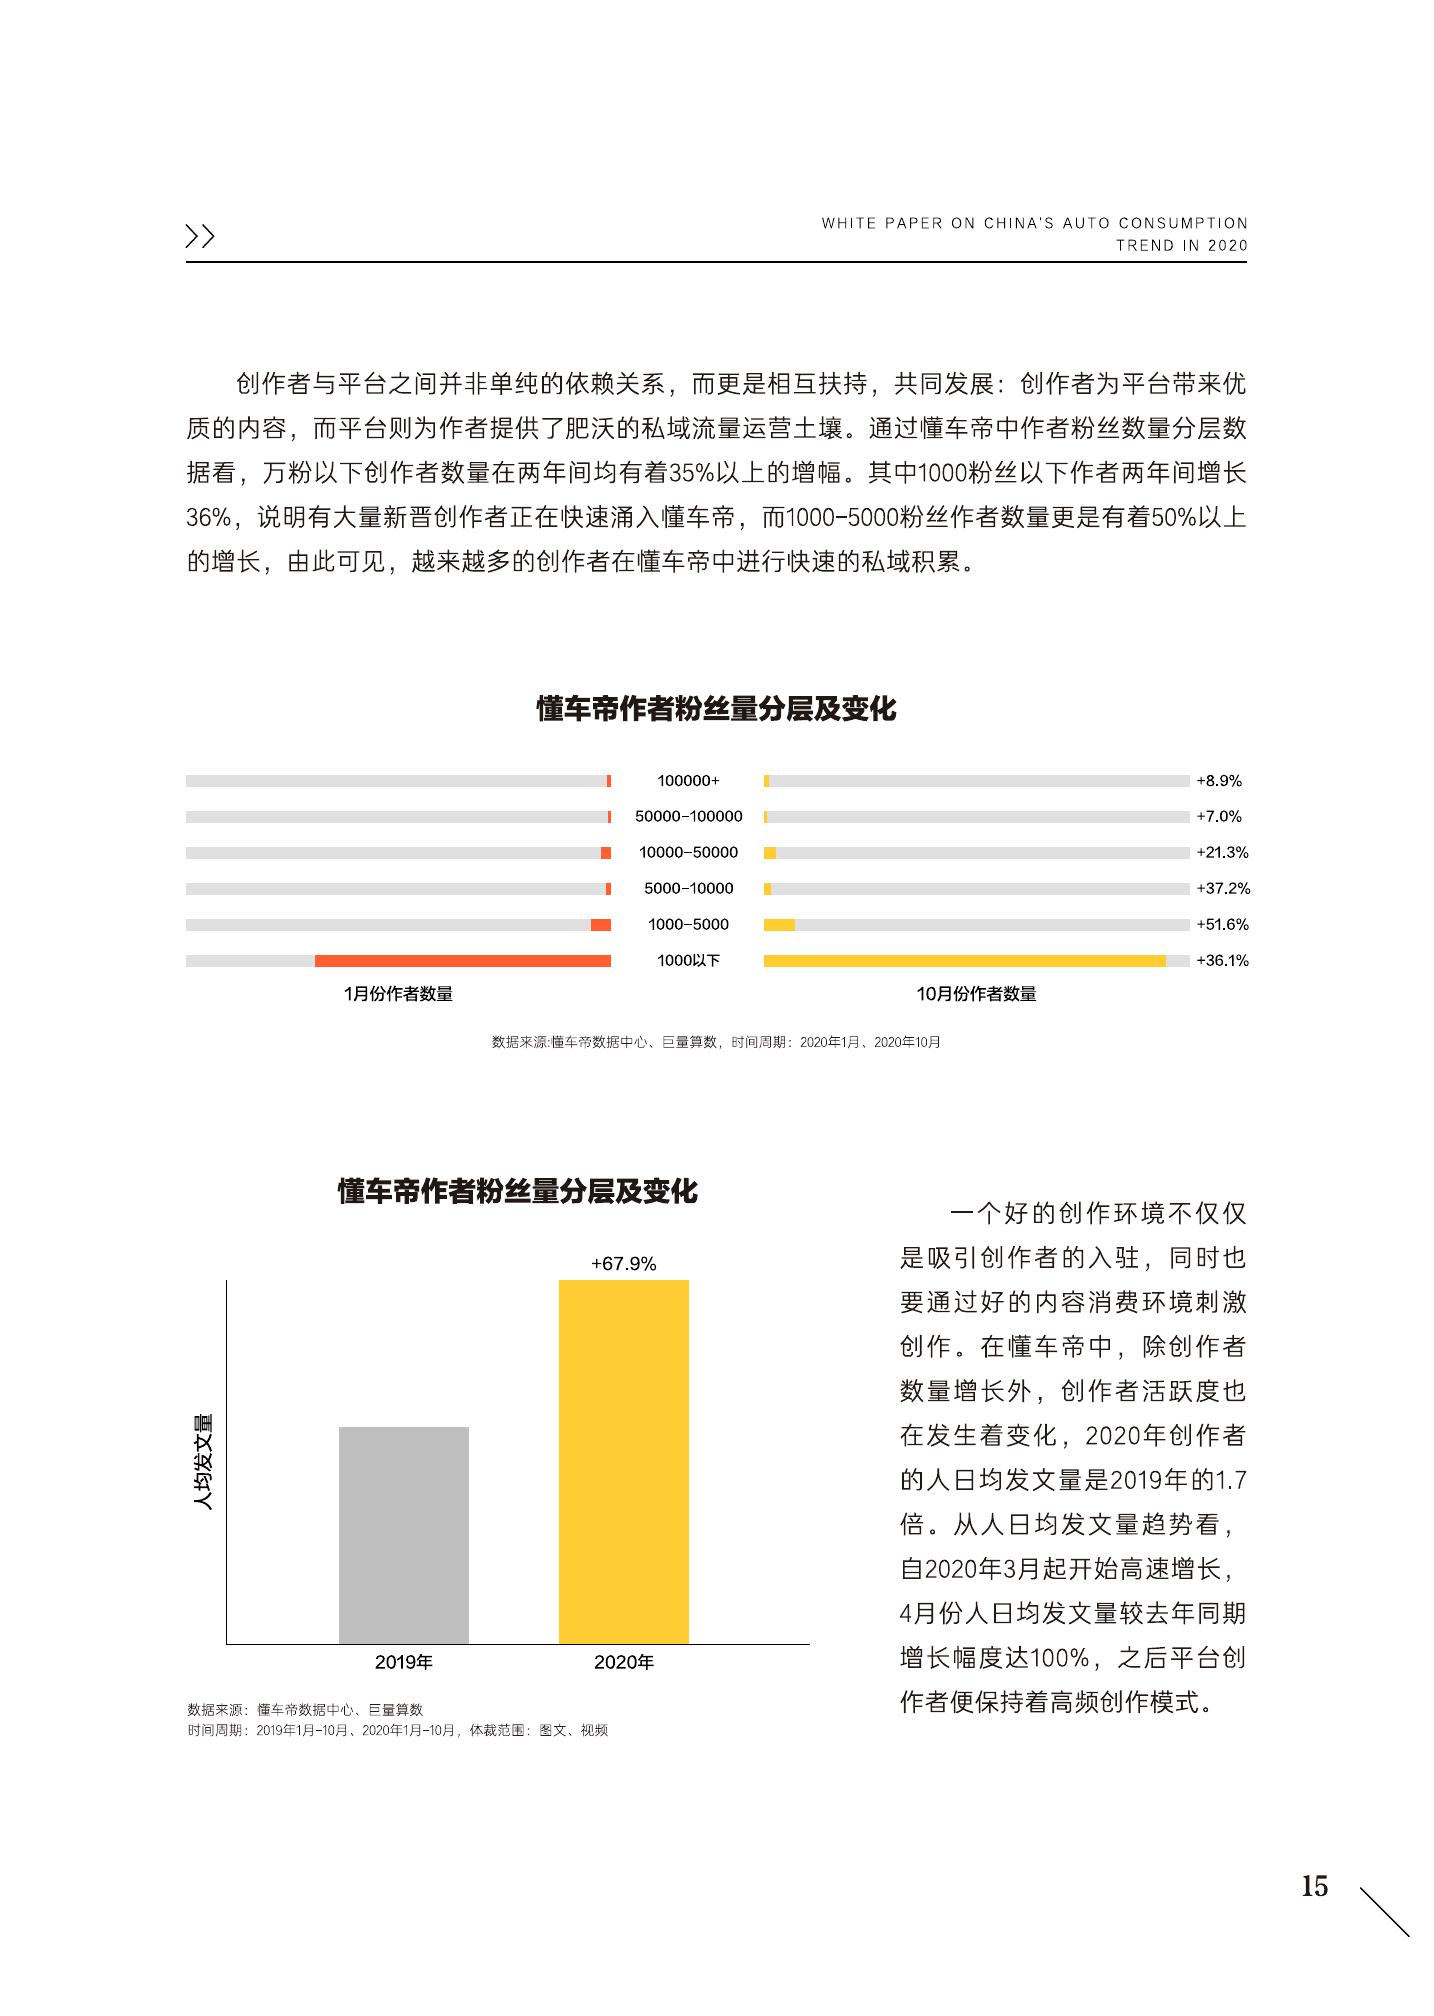 WHITE PAPER ON CHINA'S AUTO CONSUMPTION
TREND IN 2020
创作者与平台之间并非单纯的依赖关系，而更是相互扶持，共同发展：创作者为平台带来优
质的内容，而平台则为作者提供了肥沃的私域流量运营土壤。通过懂车帝中作者粉丝数量分层数
据看，万粉以下创作者数量在两年间均有着35%以上的增幅。其中1000粉丝以下作者两年间增长
36%，说明有大量新晋创作者正在快速涌入懂车帝，而1000-5000粉丝作者数量更是有着50%以上
的增长，由此可见，越来越多的创作者在懂车帝中进行快速的私域积累。
懂车帝作者粉丝量分层及变化
100000+ +8.9%
50000-100000 +7.0%
10000-50000 +21.3%
5000-10000 +37.2%
1000-5000 +51.6%
1000以下 +36.1%
1月份作者数量 10月份作者数量
数据来源:懂车帝数据中心、巨量算数，时间周期：2020年1月、2020年10月
懂车帝作者粉丝量分层及变化
+67.9%
人均发文量
2019年 2020年
数据来源：懂车帝数据中心、巨量算数
时间周期：2019年1月-10月、2020年1月-10月，体裁范围：图文、视频
一个好的创作环境不仅仅
是吸引创作者的入驻，同时也
要通过好的内容消费环境刺激
创作。在懂车帝中，除创作者
数量增长外，创作者活跃度也
在发生着变化，2020年创作者
的人日均发文量是2019年的1.7
倍。从人日均发文量趋势看，
自2020年3月起开始高速增长，
4月份人日均发文量较去年同期
增长幅度达100%，之后平台创
作者便保持着高频创作模式。
15